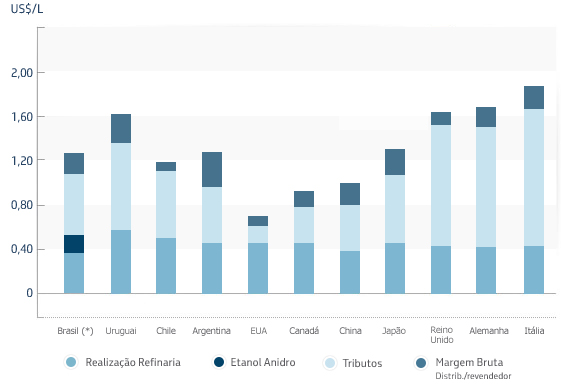 US$/L
2,00
1,60
1,20
0,80
0,40
0
Brasil (*)
Uruguai
Chile
Argentina
EUA
Canadá
China
Japão
Reino
Unido
Alemanha
Itália
Realização Refinaria
Etanol Anidro
Tributos
Margem Bruta
Distrib./revendedor